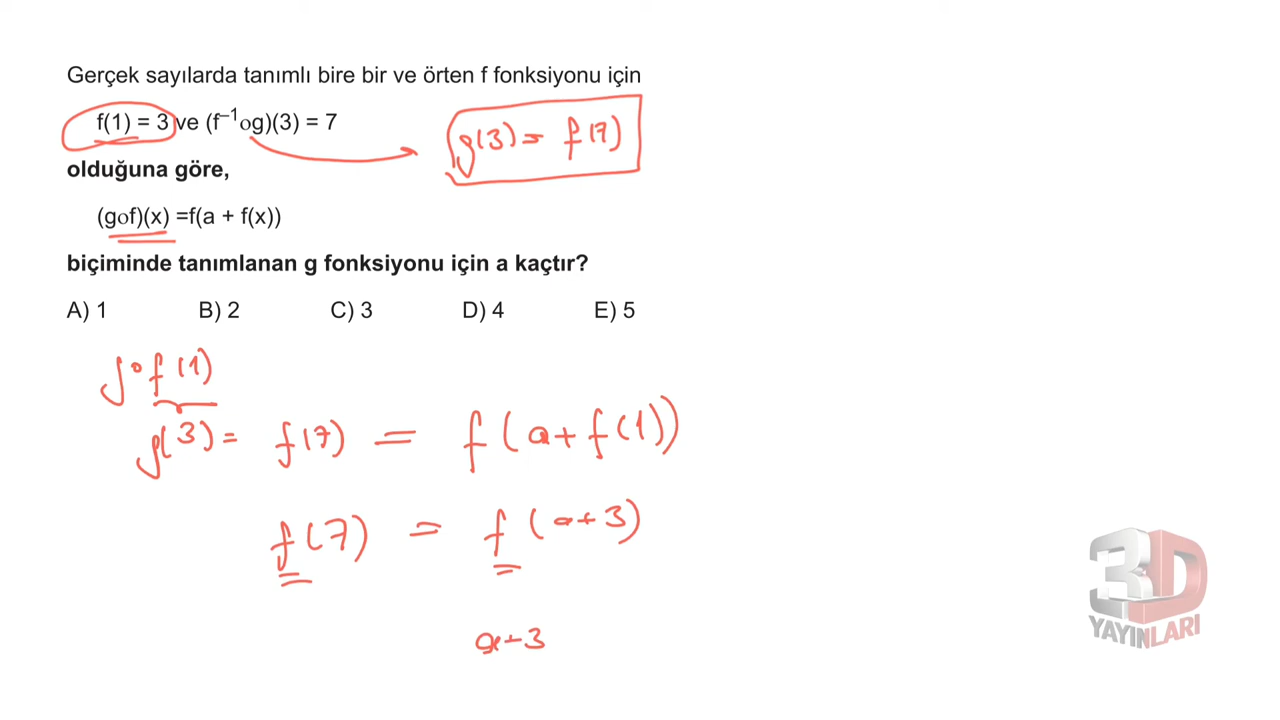 Gerçek sayılarda tanımlı bire bir ve örten f fonksiyonu için
f(1) = 3 ve (f⁻¹og)(3) = 7
g(3) = f(7)
olduğuna göre,
(gof)(x) =f(a + f(x))
biçiminde tanımlanan g fonksiyonu için a kaçtır?
A) 1 B) 2 C) 3 D) 4 E) 5
g∘f(1)
g(3) = f(7) = f(a + f(1))
f(7) = f(a+3)
a+3
3D
YAYINLARI